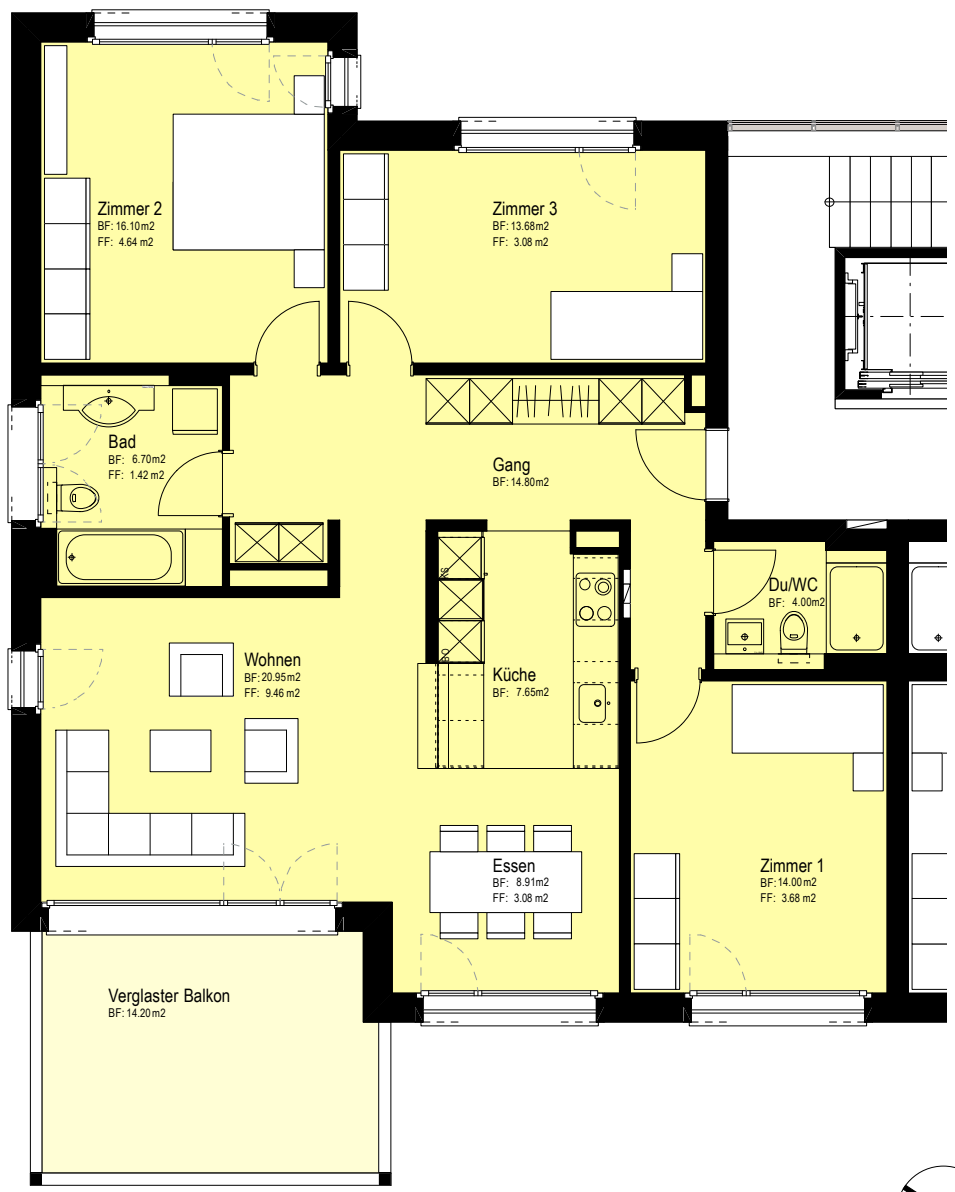 Zimmer 2
BF: 16.10m2
FF: 4.64 m2
Zimmer 3
BF: 13.68m2
FF: 3.08 m2
Bad
BF: 6.70m2
FF: 1.42 m2
Gang
BF: 14.80m2
Du/WC
BF: 4.00m2
Wohnen
BF: 20.95m2
FF: 9.46 m2
Küche
BF: 7.65m2
Essen
BF: 8.91m2
FF: 3.08 m2
Zimmer 1
BF: 14.00m2
FF: 3.68 m2
Verglaster Balkon
BF: 14.20m2